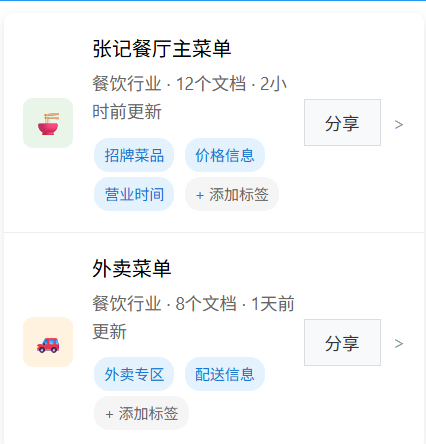 张记餐厅主菜单
餐饮行业 · 12个文档 · 2小
时前更新
分享 >
招牌菜品 价格信息
营业时间 + 添加标签
外卖菜单
餐饮行业 · 8个文档 · 1天前
更新
分享 >
外卖专区 配送信息
+ 添加标签